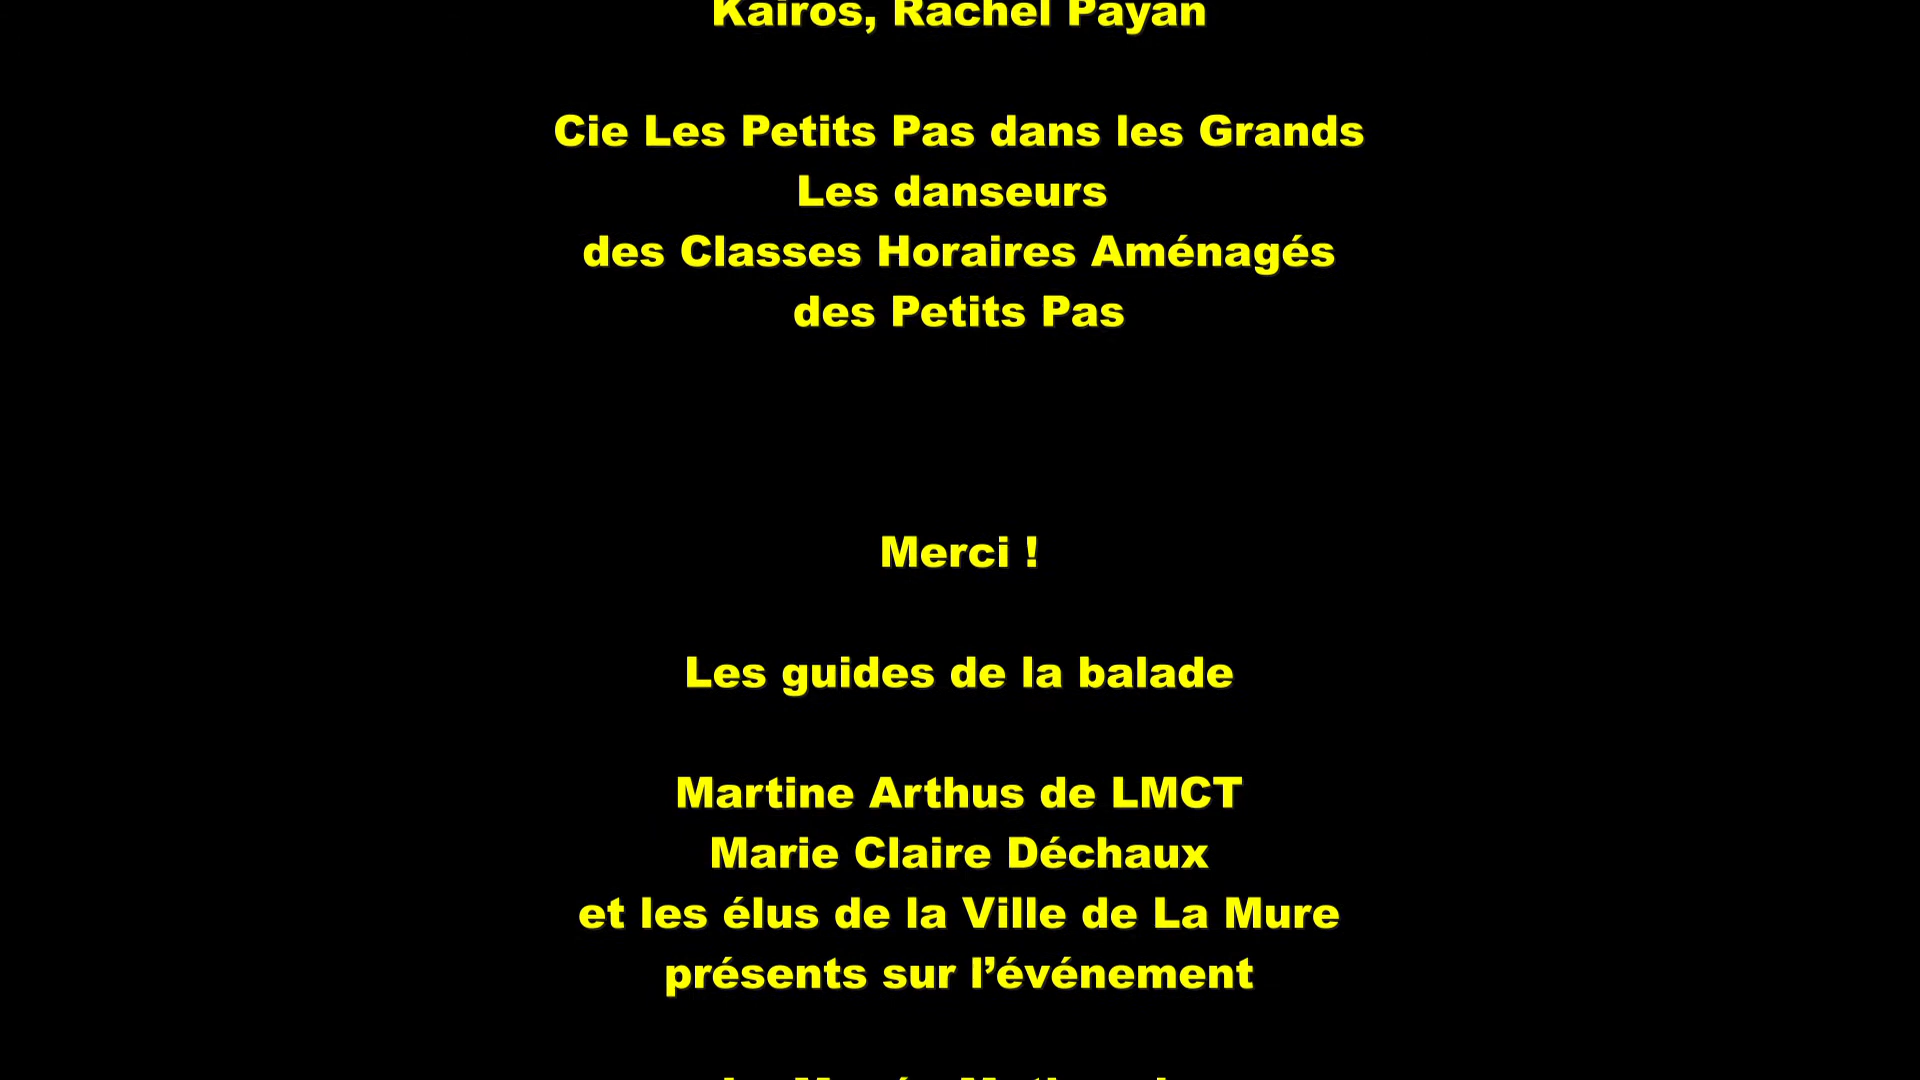 Kairos, Rachel Payan
Cie Les Petits Pas dans les Grands
Les danseurs
des Classes Horaires Aménagés
des Petits Pas
Merci !
Les guides de la balade
Martine Arthus de LMCT
Marie Claire Déchaux
et les élus de la Ville de La Mure
présents sur l’événement